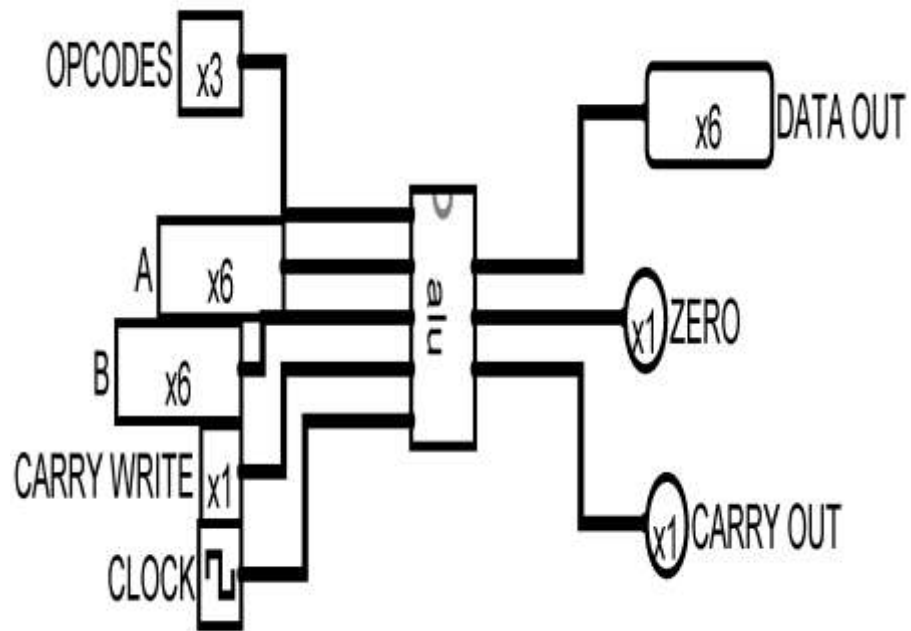 OPCODES
x3
A
x6
B
x6
CARRY WRITE
x1
CLOCK
alu
x6
DATA OUT
x1
ZERO
x1
CARRY OUT